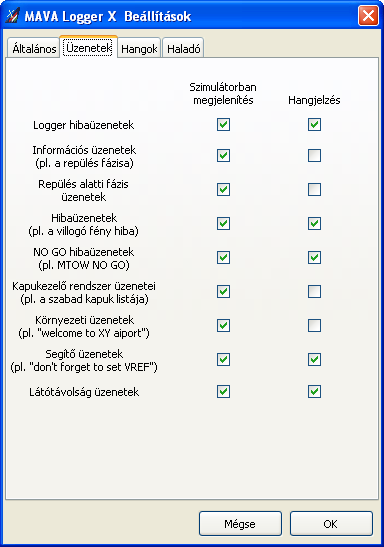 MAVA Logger X  Beállítások
Általános Üzenetek Hangok Haladó
Szimulátorban
megjelenítés Hangjelzés
Logger hibaüzenetek
Információs üzenetek
(pl. a repülés fázisa)
Repülés alatti fázis
üzenetek
Hibaüzenetek
(pl. a villogó fény hiba)
NO GO hibaüzenetek
(pl. MTOW NO GO)
Kapukezelő rendszer üzenetei
(pl. a szabad kapuk listája)
Környezeti üzenetek
(pl. "welcome to XY aiport")
Segítő üzenetek
(pl. "don't forget to set VREF")
Látótávolság üzenetek
Mégse OK